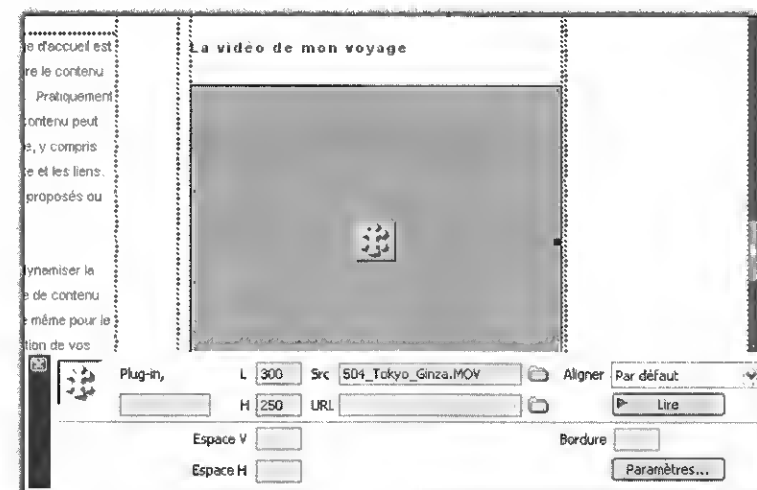 e d'accueil est
re le contenu
. Pratiquement
contenu peut
e, y compris
e et les liens.
proposés ou
ynamiser la
e de contenu
même pour le
tion de vos
La vidéo de mon voyage
Plug-in, L 300 Src 504_Tokyo_Ginza.MOV Aligner Par défaut
H 250 URL Lire
Espace V Bordure
Espace H Paramètres...